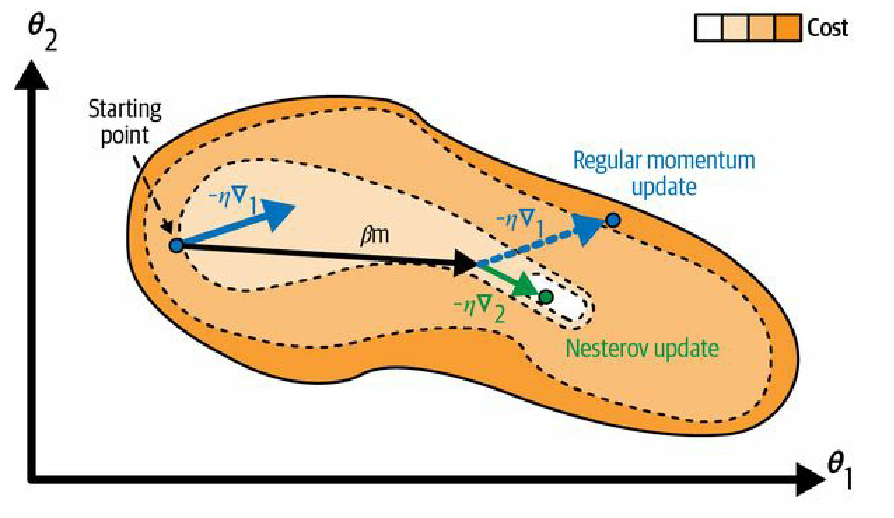 θ2
Cost
Starting
point
Regular momentum
update
-η∇1
-η∇1
βm
-η∇2
Nesterov update
θ1